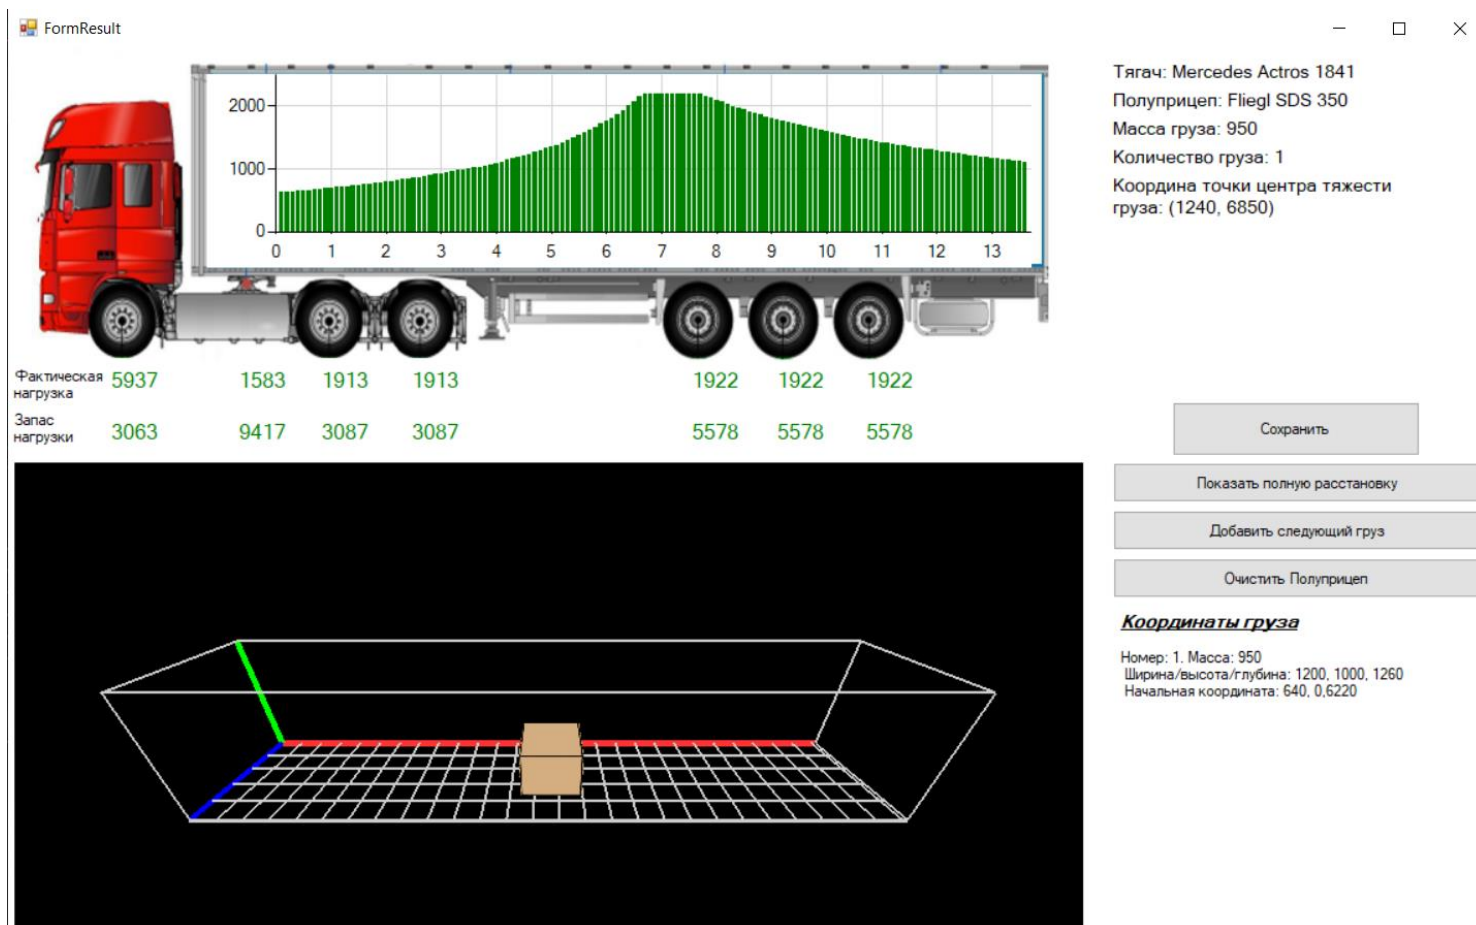 FormResult
2000
1000
0
0 1 2 3 4 5 6 7 8 9 10 11 12 13
Тягач: Mercedes Actros 1841
Полуприцеп: Fliegl SDS 350
Масса груза: 950
Количество груза: 1
Координа точки центра тяжести
груза: (1240, 6850)
Фактическая
нагрузка
5937 1583 1913 1913 1922 1922 1922
Запас
нагрузки
3063 9417 3087 3087 5578 5578 5578
Сохранить
Показать полную расстановку
Добавить следующий груз
Очистить Полуприцеп
Координаты груза
Номер: 1. Масса: 950
Ширина/высота/глубина: 1200, 1000, 1260
Начальная координата: 640, 0,6220